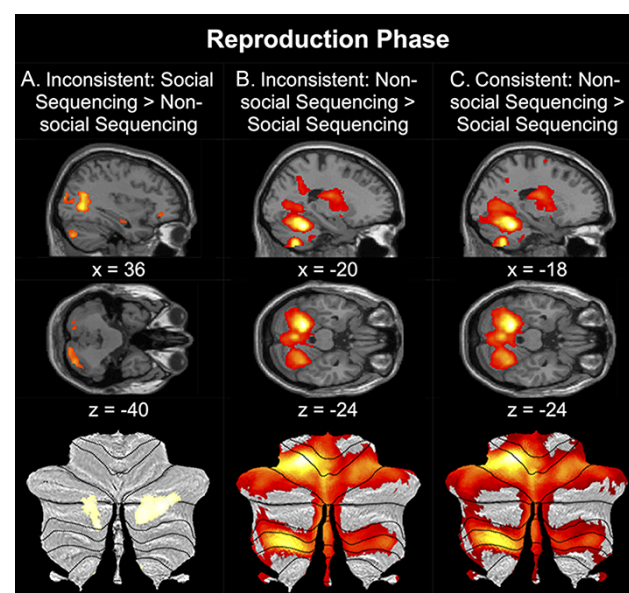 Reproduction Phase
A. Inconsistent: Social
Sequencing > Non-
social Sequencing
B. Inconsistent: Non-
social Sequencing >
Social Sequencing
C. Consistent: Non-
social Sequencing >
Social Sequencing
x = 36
x = -20
x = -18
z = -40
z = -24
z = -24